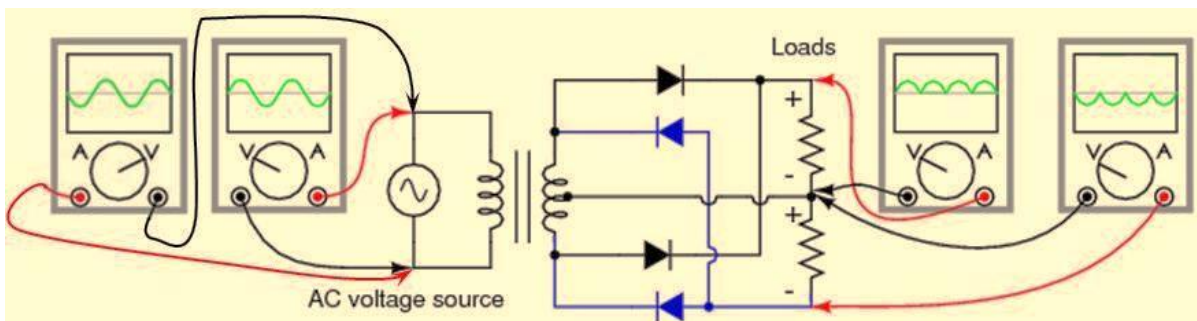 Loads
A V
V A
V A
V A
+
-
+
-
AC voltage source